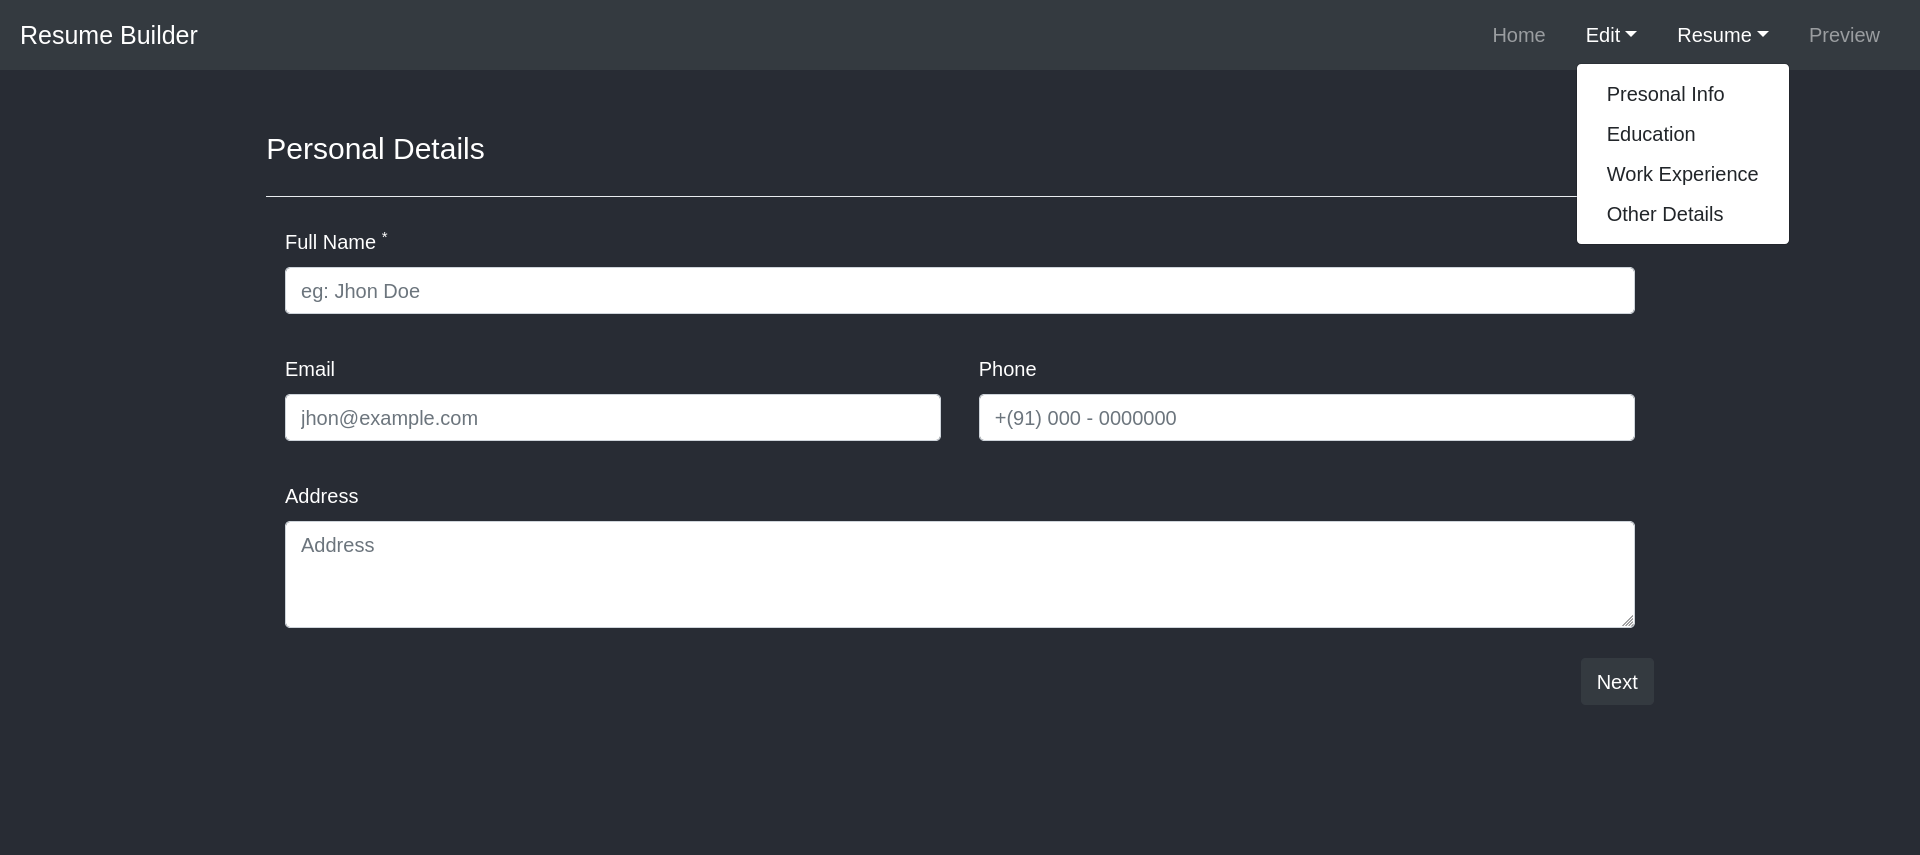 Resume Builder
Home
Edit
Resume
Preview
Presonal Info
Education
Work Experience
Other Details
Personal Details
Full Name *
eg: Jhon Doe
Email
Phone
jhon@example.com
+(91) 000 - 0000000
Address
Address
Next